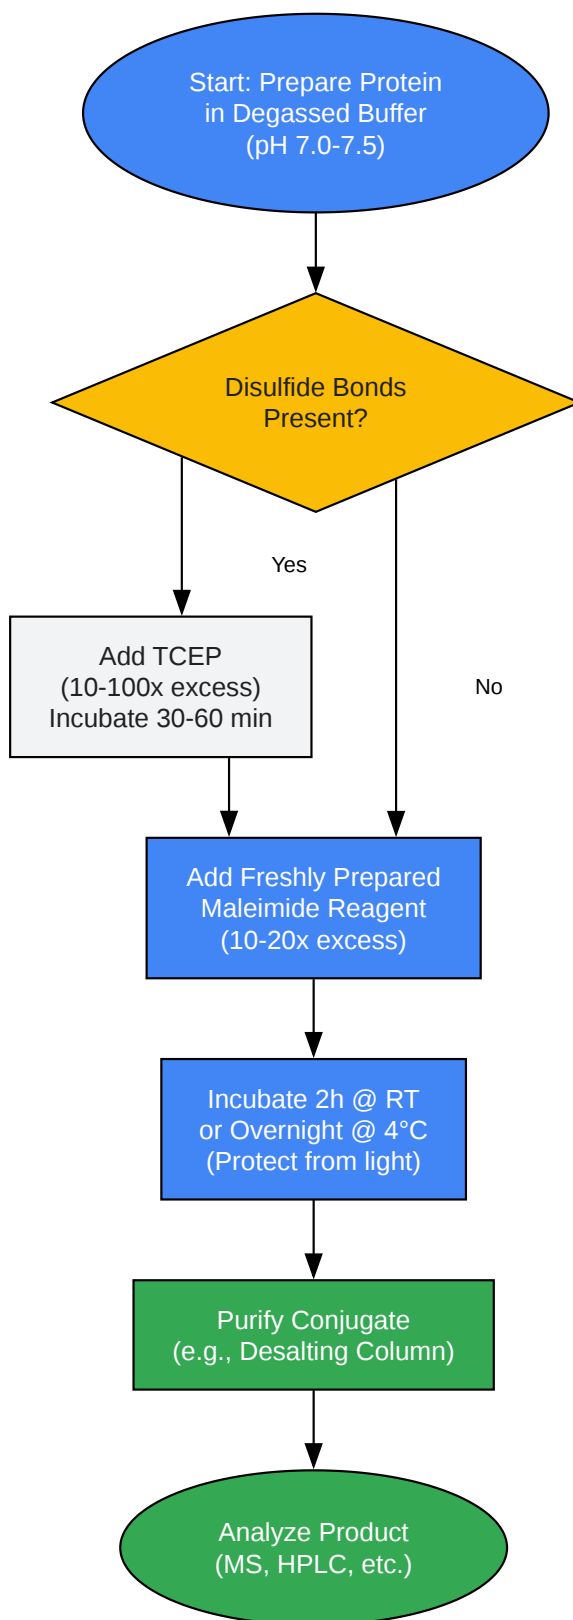 Start: Prepare Protein
in Degassed Buffer
(pH 7.0-7.5)
Disulfide Bonds
Present?
Yes
Add TCEP
(10-100x excess)
Incubate 30-60 min
No
Add Freshly Prepared
Maleimide Reagent
(10-20x excess)
Incubate 2h @ RT
or Overnight @ 4°C
(Protect from light)
Purify Conjugate
(e.g., Desalting Column)
Analyze Product
(MS, HPLC, etc.)